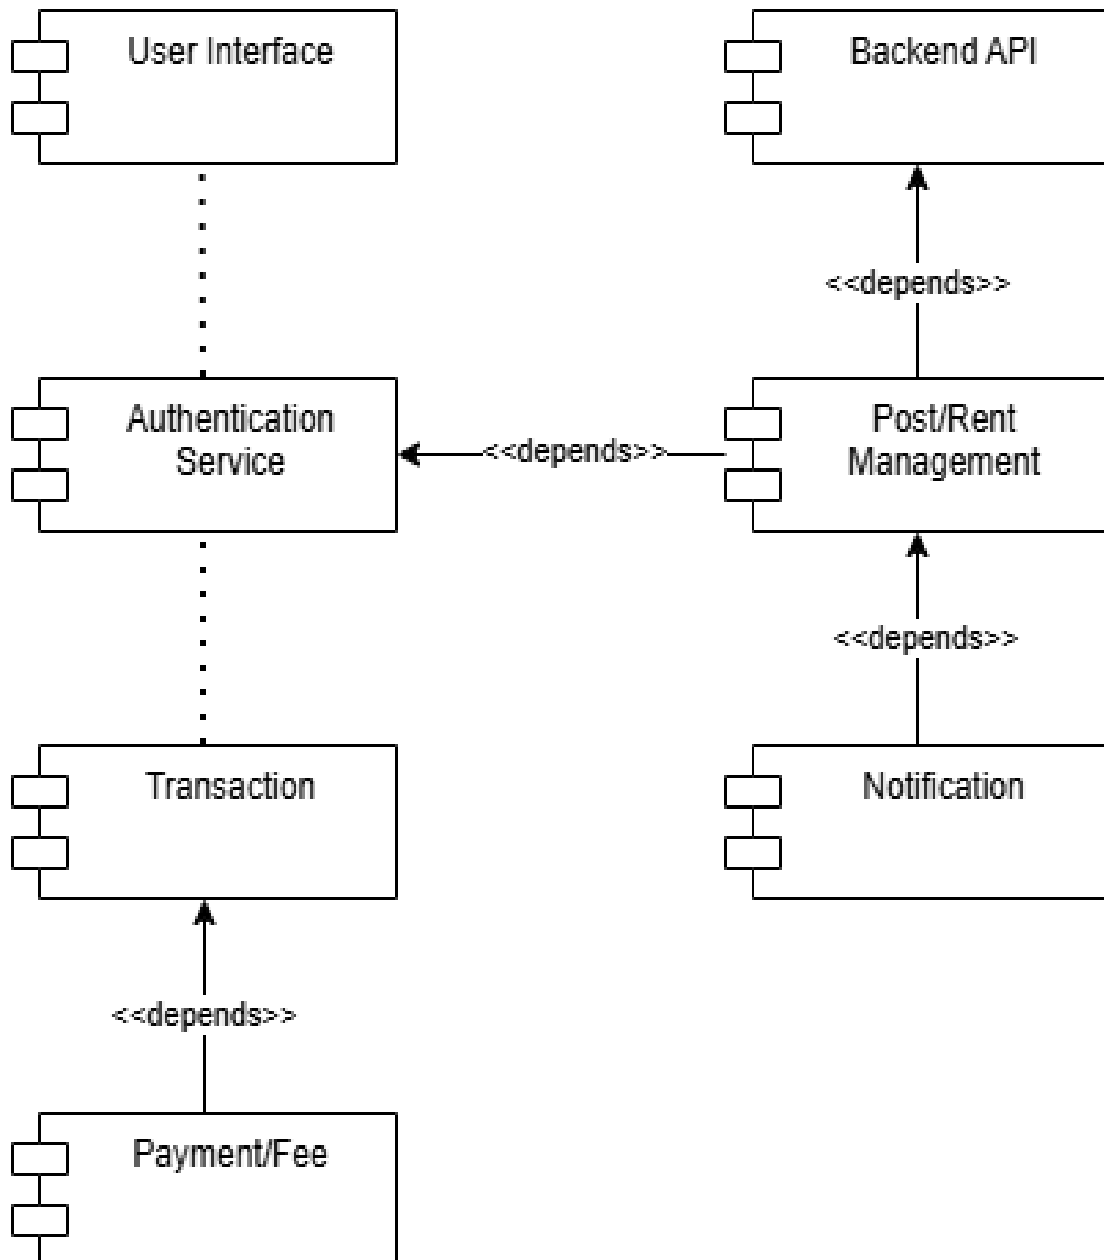 User Interface
Backend API
<<depends>>
Authentication
Service
<<depends>>
Post/Rent
Management
<<depends>>
Transaction
Notification
<<depends>>
Payment/Fee